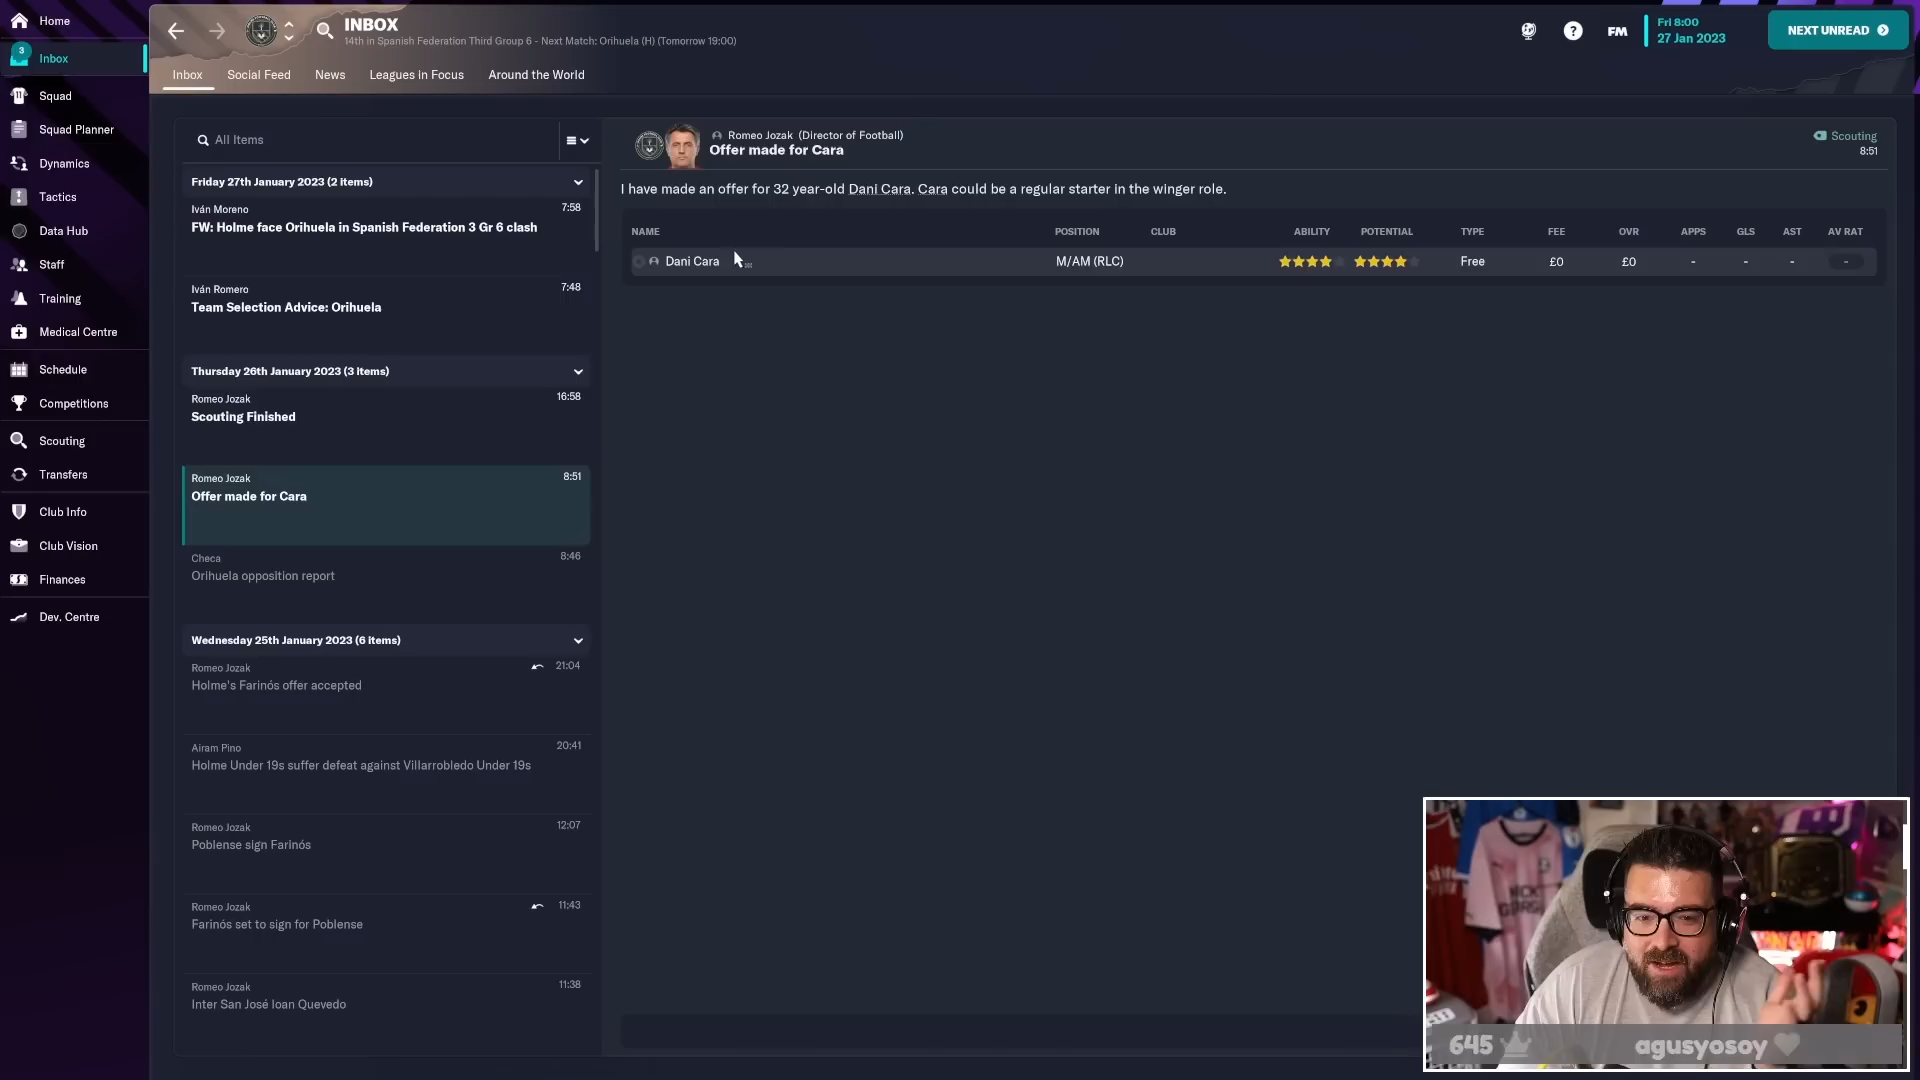 Home
3
Inbox
Squad
Squad Planner
Dynamics
Tactics
Data Hub
Staff
Training
Medical Centre
Schedule
Competitions
Scouting
Transfers
Club Info
Club Vision
Finances
Dev. Centre
INBOX
14th in Spanish Federation Third Group 6 - Next Match: Orihuela (H) (Tomorrow 19:00)
FM
Fri 8:00
27 Jan 2023
NEXT UNREAD
Inbox Social Feed News Leagues in Focus Around the World
All Items
Friday 27th January 2023 (2 items)
Iván Moreno 7:58
FW: Holme face Orihuela in Spanish Federation 3 Gr 6 clash
Iván Romero 7:48
Team Selection Advice: Orihuela
Thursday 26th January 2023 (3 items)
Romeo Jozak 16:58
Scouting Finished
Romeo Jozak 8:51
Offer made for Cara
Checa 8:46
Orihuela opposition report
Wednesday 25th January 2023 (6 items)
Romeo Jozak 21:04
Holme's Farinós offer accepted
Airam Pino 20:41
Holme Under 19s suffer defeat against Villarrobledo Under 19s
Romeo Jozak 12:07
Poblense sign Farinós
Romeo Jozak 11:43
Farinós set to sign for Poblense
Romeo Jozak 11:38
Inter San José loan Quevedo
Romeo Jozak (Director of Football)
Offer made for Cara
Scouting
8:51
I have made an offer for 32 year-old Dani Cara. Cara could be a regular starter in the winger role.
NAME POSITION CLUB ABILITY POTENTIAL TYPE FEE OVR APPS GLS AST AV RAT
Dani Cara M/AM (RLC) Free £0 £0 - - - -
645 agusyosoy